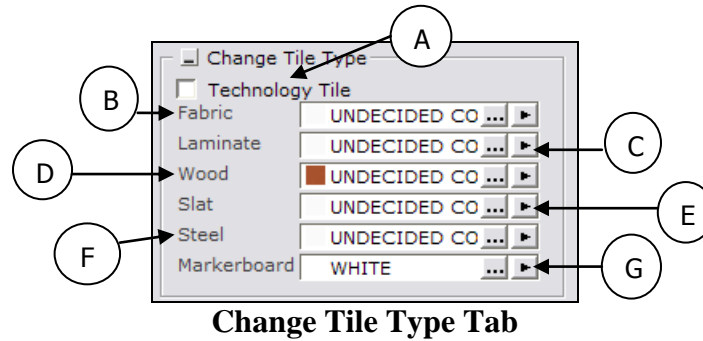 A
Change Tile Type
Technology Tile
B
Fabric UNDECIDED CO ...
Laminate UNDECIDED CO ...
C
D
Wood UNDECIDED CO ...
Slat UNDECIDED CO ...
E
F
Steel UNDECIDED CO ...
Markerboard WHITE ...
G
Change Tile Type Tab